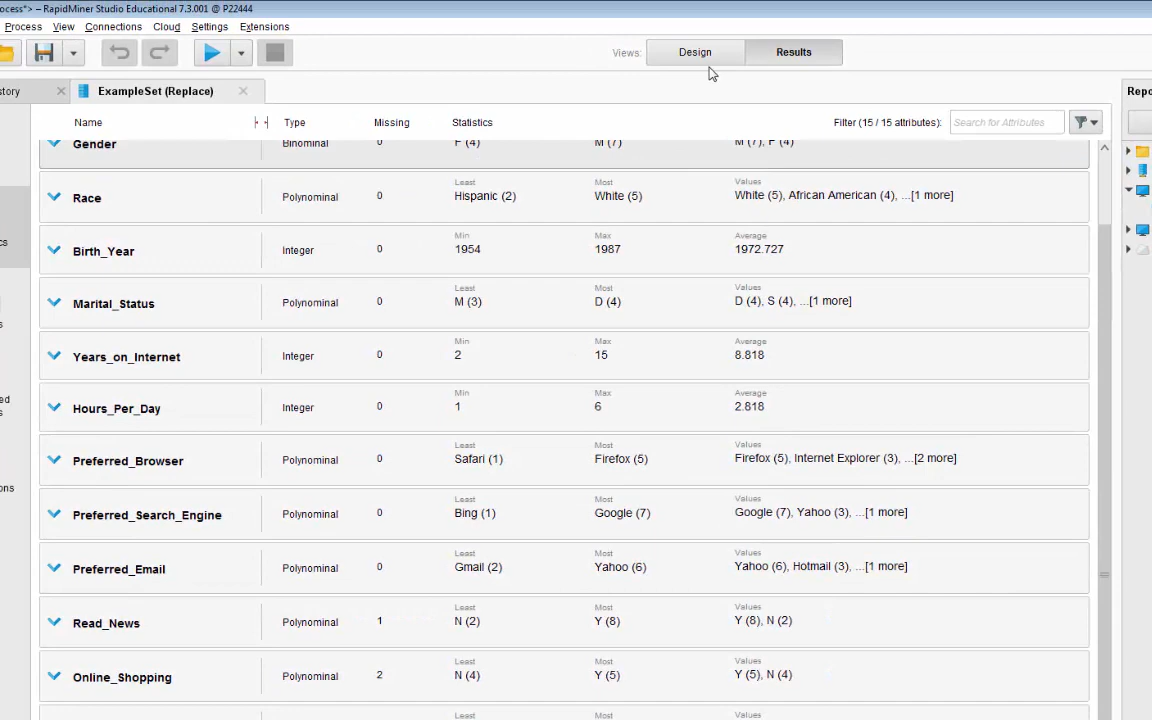 ocess*> – RapidMiner Studio Educational 7.3.001 @ P22444
Process View Connections Cloud Settings Extensions
Views: Design Results
story ExampleSet (Replace) Repo
Name Type Missing Statistics Filter (15 / 15 attributes): Search for Attributes
Gender Binominal 0 F (4) M (7) M (7), F (4)
Least Most Values
Race Polynominal 0 Hispanic (2) White (5) White (5), African American (4), ...[1 more]
cs
Min Max Average
Birth_Year Integer 0 1954 1987 1972.727
Least Most Values
Marital_Status Polynominal 0 M (3) D (4) D (4), S (4), ...[1 more]
s
Min Max Average
Years_on_Internet Integer 0 2 15 8.818
Min Max Average
ed
Hours_Per_Day Integer 0 1 6 2.818
s
Least Most Values
Preferred_Browser Polynominal 0 Safari (1) Firefox (5) Firefox (5), Internet Explorer (3), ...[2 more]
ons
Least Most Values
Preferred_Search_Engine Polynominal 0 Bing (1) Google (7) Google (7), Yahoo (3), ...[1 more]
Least Most Values
Preferred_Email Polynominal 0 Gmail (2) Yahoo (6) Yahoo (6), Hotmail (3), ...[1 more]
Least Most Values
Read_News Polynominal 1 N (2) Y (8) Y (8), N (2)
Least Most Values
Online_Shopping Polynominal 2 N (4) Y (5) Y (5), N (4)
Least Most Values